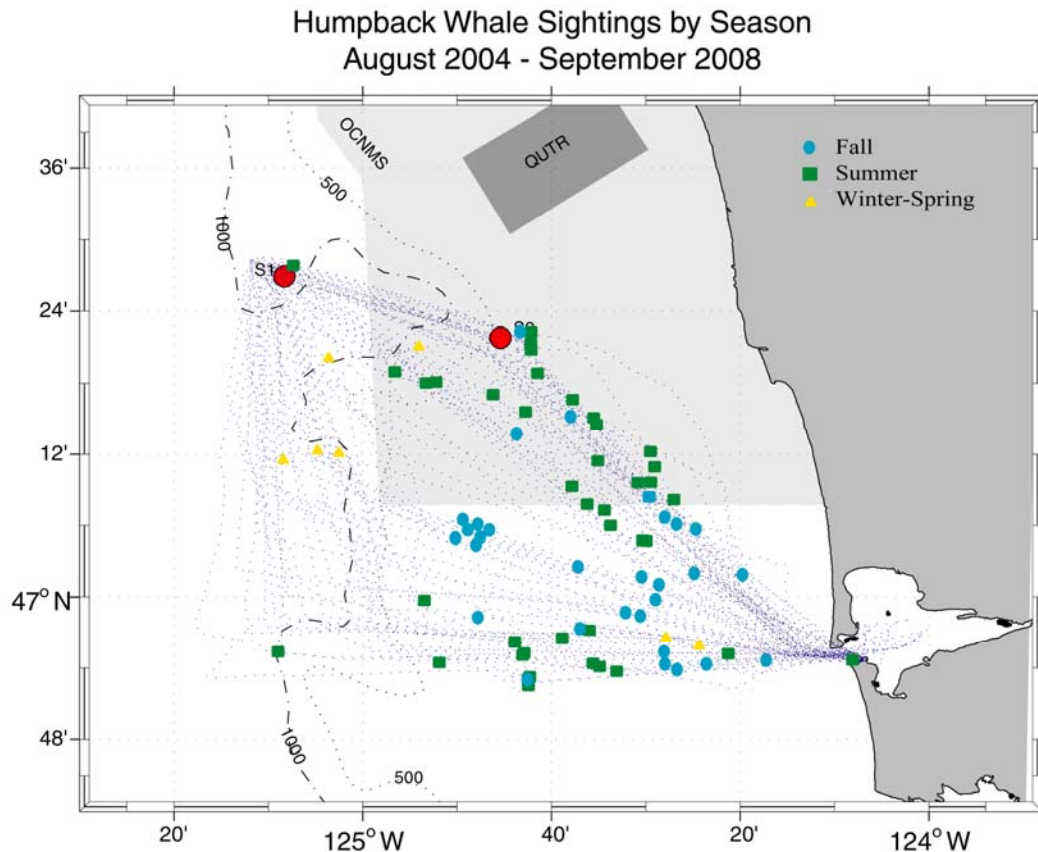 Humpback Whale Sightings by Season
August 2004 - September 2008
OCNMS
QUTR
Fall
Summer
Winter-Spring
36'
500
1000
S1
24'
12'
47° N
48'
1000
500
20'
125° W
40'
20'
124° W